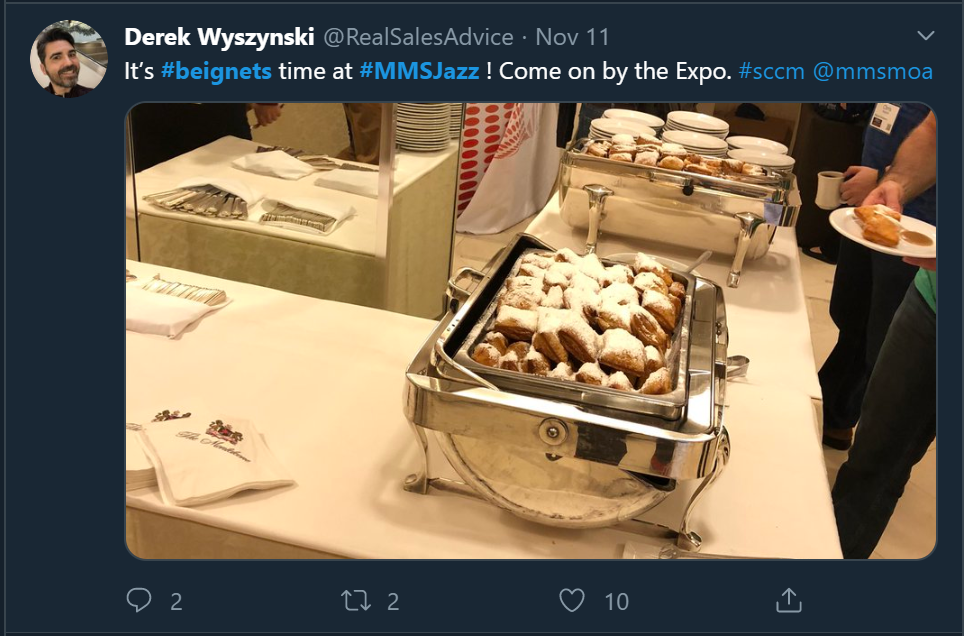 Derek Wyszynski @RealSalesAdvice · Nov 11
It’s #beignets time at #MMSJazz ! Come on by the Expo. #sccm @mmsmoa
The Monteleone
2
2
10